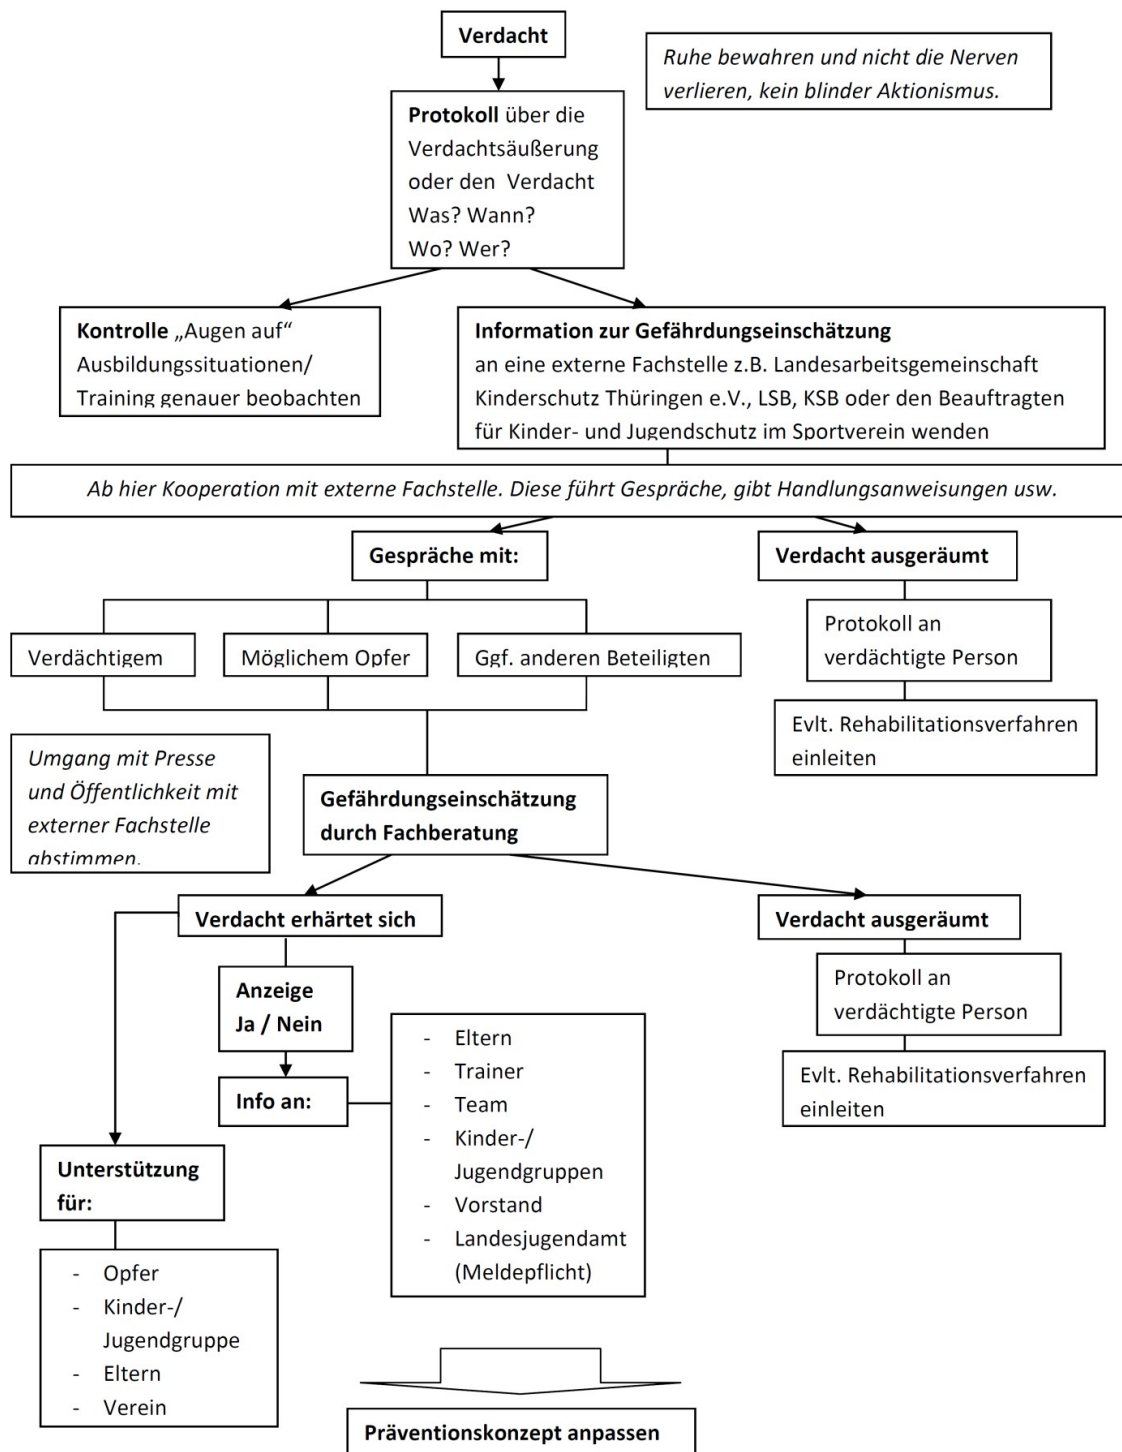 Verdacht
Ruhe bewahren und nicht die Nerven
verlieren, kein blinder Aktionismus.
Protokoll über die
Verdachtsäußerung
oder den Verdacht
Was? Wann?
Wo? Wer?
Kontrolle „Augen auf“
Ausbildungssituationen/
Training genauer beobachten
Information zur Gefährdungseinschätzung
an eine externe Fachstelle z.B. Landesarbeitsgemeinschaft
Kinderschutz Thüringen e.V., LSB, KSB oder den Beauftragten
für Kinder- und Jugendschutz im Sportverein wenden
Ab hier Kooperation mit externe Fachstelle. Diese führt Gespräche, gibt Handlungsanweisungen usw.
Gespräche mit:
Verdacht ausgeräumt
Verdächtigem
Möglichem Opfer
Ggf. anderen Beteiligten
Protokoll an
verdächtigte Person
Evlt. Rehabilitationsverfahren
einleiten
Umgang mit Presse
und Öffentlichkeit mit
externer Fachstelle
abstimmen.
Gefährdungseinschätzung
durch Fachberatung
Verdacht erhärtet sich
Verdacht ausgeräumt
Anzeige
Ja / Nein
Protokoll an
verdächtigte Person
Info an:
- Eltern
- Trainer
- Team
- Kinder-/
Jugendgruppen
- Vorstand
- Landesjugendamt
(Meldepflicht)
Evlt. Rehabilitationsverfahren
einleiten
Unterstützung
für:
- Opfer
- Kinder-/
Jugendgruppe
- Eltern
- Verein
Präventionskonzept anpassen